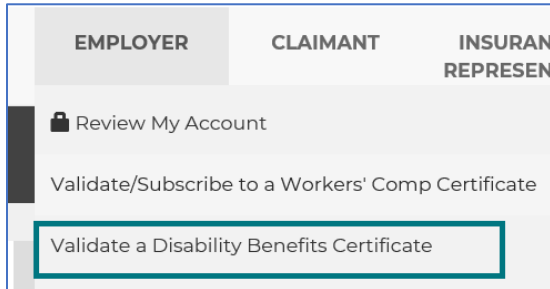 EMPLOYER CLAIMANT INSURAN
REPRESEN
Review My Account
Validate/Subscribe to a Workers' Comp Certificate
Validate a Disability Benefits Certificate